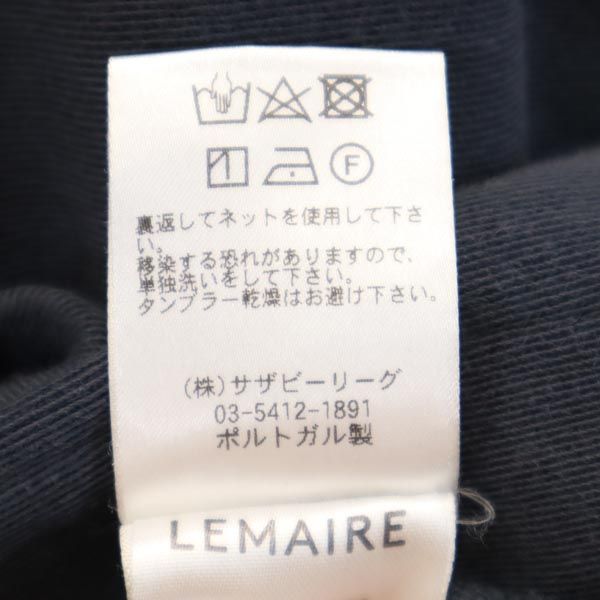 F
裏返してネットを使用して下さ
い。
移染する恐れがありますので、
単独洗いをして下さい。
タンブラー乾燥はお避け下さい。
(株)サザビーリーグ
03-5412-1891
ポルトガル製
LEMAIRE